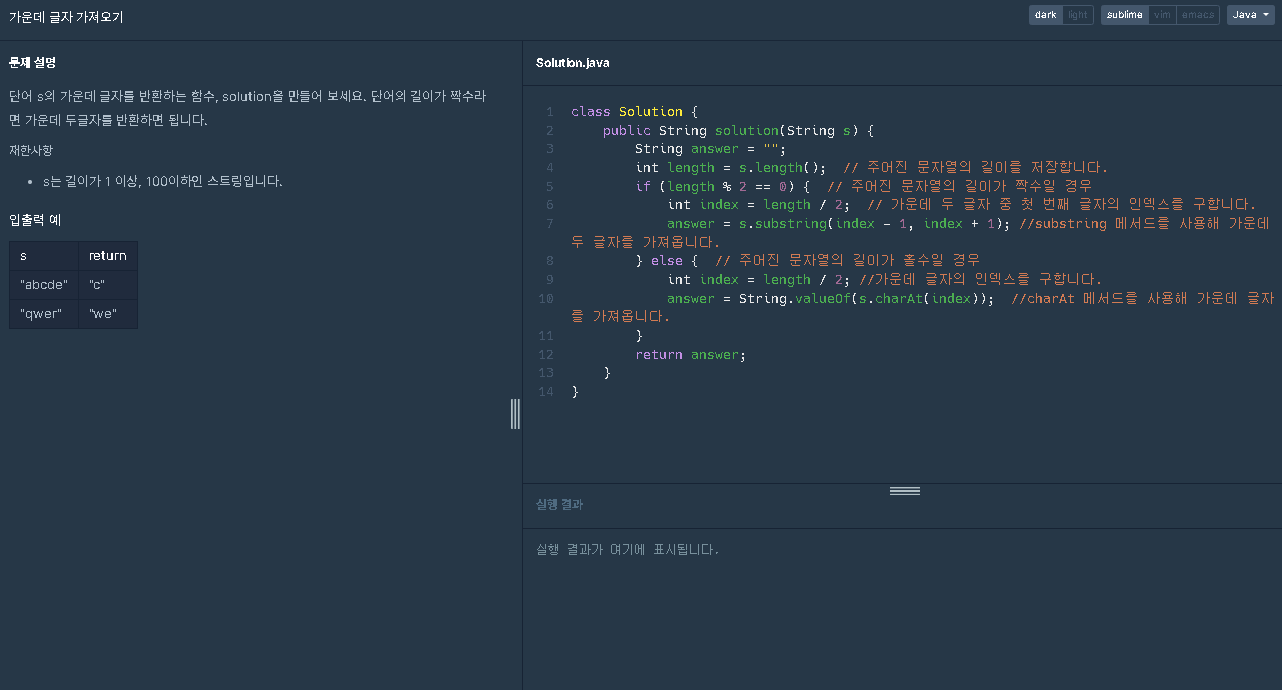 가운데 글자 가져오기
dark light sublime vim emacs Java
문제 설명
단어 s의 가운데 글자를 반환하는 함수, solution을 만들어 보세요. 단어의 길이가 짝수라
면 가운데 두글자를 반환하면 됩니다.
재한사항
s는 길이가 1 이상, 100이하인 스트링입니다.
입출력 예
s return
"abcde" "c"
"qwer" "we"
Solution.java
1 class Solution {
2 public String solution(String s) {
3 String answer = "";
4 int length = s.length(); // 주어진 문자열의 길이를 저장합니다.
5 if (length % 2 == 0) { // 주어진 문자열의 길이가 짝수일 경우
6 int index = length / 2; // 가운데 두 글자 중 첫 번째 글자의 인덱스를 구합니다.
7 answer = s.substring(index - 1, index + 1); //substring 메서드를 사용해 가운데
두 글자를 가져옵니다.
8 } else { // 주어진 문자열의 길이가 홀수일 경우
9 int index = length / 2; //가운데 글자의 인덱스를 구합니다.
10 answer = String.valueOf(s.charAt(index)); //charAt 메서드를 사용해 가운데 글자
를 가져옵니다.
11 }
12 return answer;
13 }
14 }
실행 결과
실행 결과가 여기에 표시됩니다.